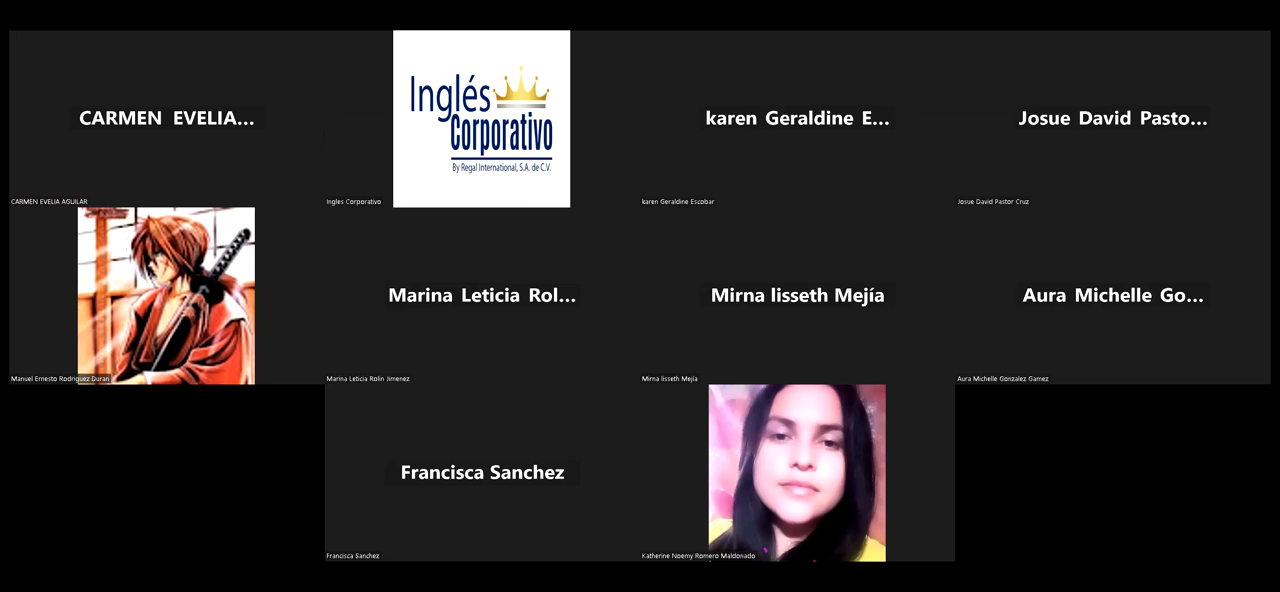 CARMEN EVELIA...
CARMEN EVELIA AGUILAR
Inglés
Corporativo
By Regal International, S.A. de C.V.
Ingles Corporativo
karen Geraldine E...
karen Geraldine Escobar
Josue David Pasto...
Josue David Pastor Cruz
Manuel Ernesto Rodriguez Duran
Marina Leticia Rol...
Marina Leticia Rolin Jimenez
Mirna lisseth Mejía
Mirna lisseth Mejía
Aura Michelle Go...
Aura Michelle Gonzalez Gamez
Francisca Sanchez
Francisca Sanchez
Katherine Noemy Romero Maldonado